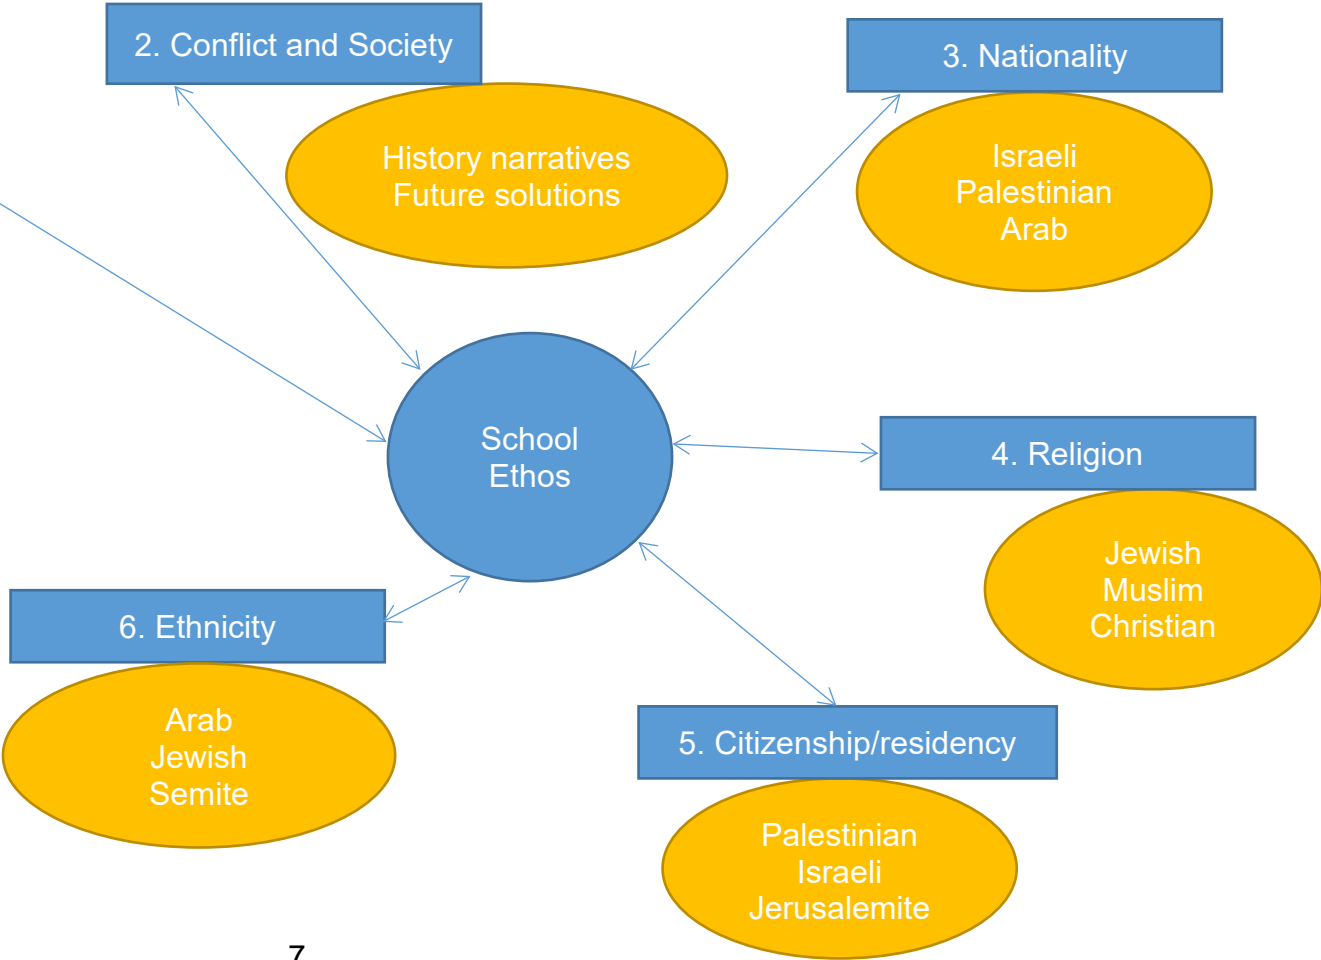 2. Conflict and Society
History narratives
Future solutions
3. Nationality
Israeli
Palestinian
Arab
School
Ethos
4. Religion
Jewish
Muslim
Christian
6. Ethnicity
Arab
Jewish
Semite
5. Citizenship/residency
Palestinian
Israeli
Jerusalemite
7